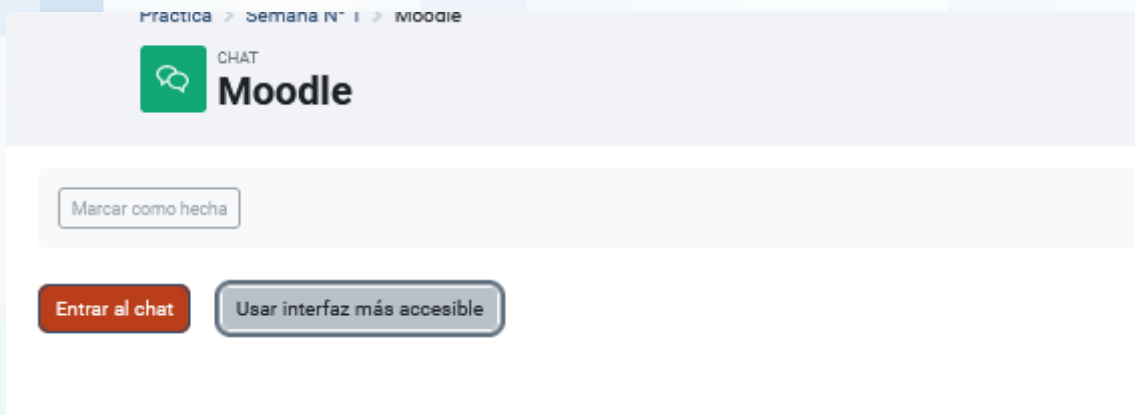 Práctica > Semana N° 1 > Moodle
CHAT
Moodle
Marcar como hecha
Entrar al chat
Usar interfaz más accesible